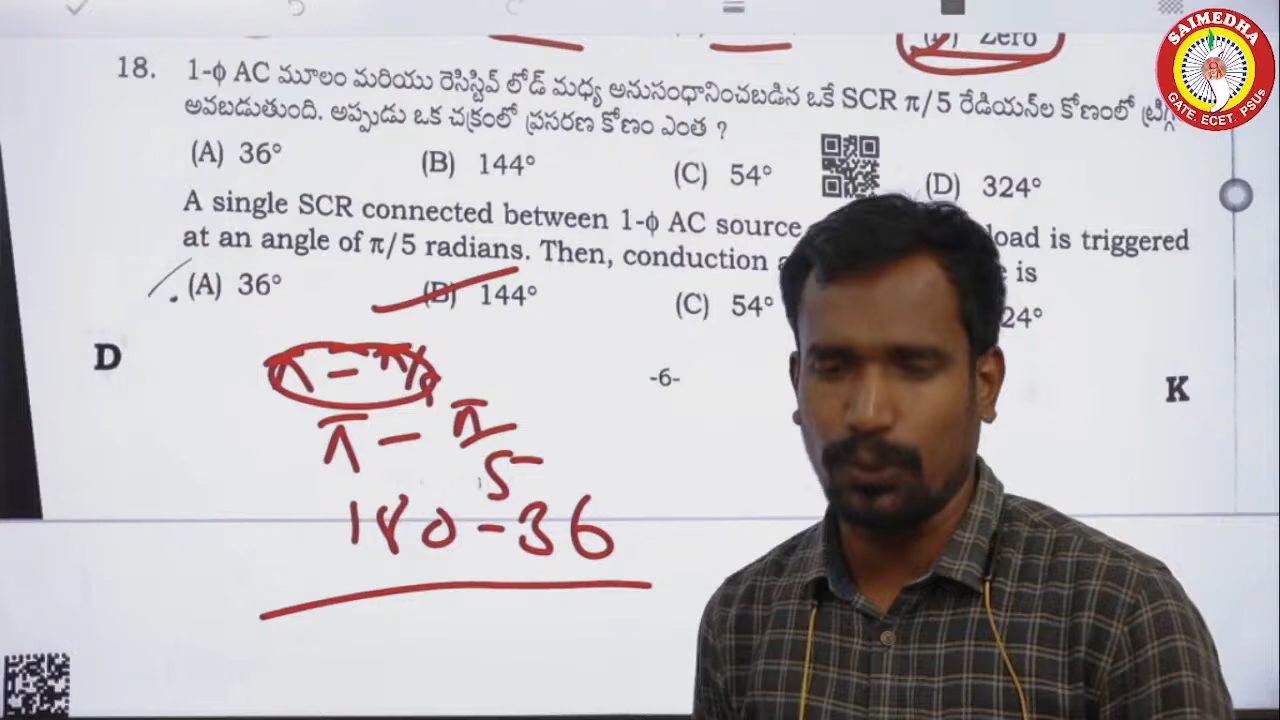 (D) Zero
SAIMEDHA
GATE. ECET. PSUs
18. 1-ϕ AC మూలం మరియు రెసిస్టివ్ లోడ్ మధ్య అనుసంధానించబడిన ఒకే SCR π/5 రేడియన్‌ల కోణంలో
అవబడుతుంది. అప్పుడు ఒక చక్రంలో ప్రసరణ కోణం ఎంత ?
(A) 36° (B) 144° (C) 54° (D) 324°
A single SCR connected between 1-ϕ AC source load is triggered
at an angle of π/5 radians. Then, conduction is
(A) 36° (B) 144° (C) 54° 24°
D -6- K
π - π/
π - π/5
180-36